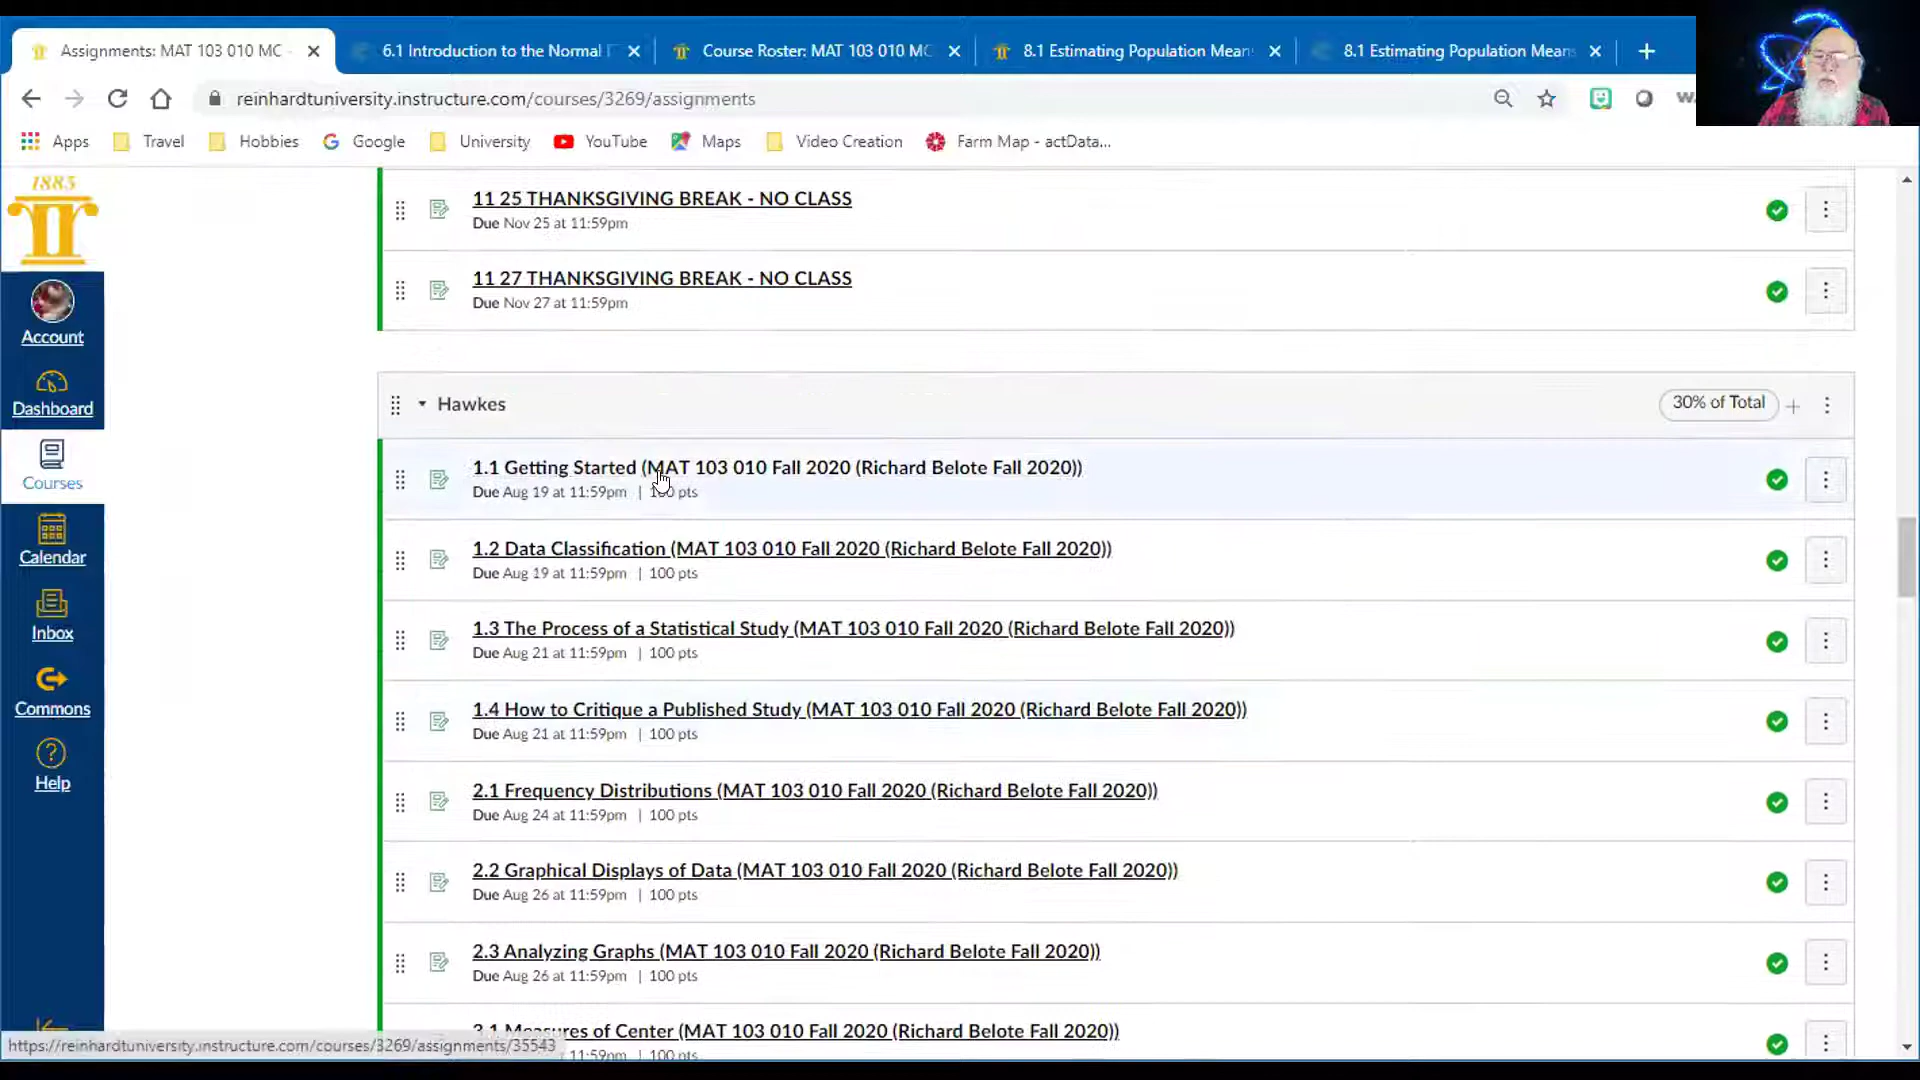 Assignments: MAT 103 010 MC -
6.1 Introduction to the Normal
Course Roster: MAT 103 010 MC
8.1 Estimating Population Mean
8.1 Estimating Population Means
reinhardtuniversity.instructure.com/courses/3269/assignments
Apps
Travel
Hobbies
Google
University
YouTube
Maps
Video Creation
Farm Map - actData...
1883
Account
Dashboard
Courses
Calendar
Inbox
Commons
Help
11 25 THANKSGIVING BREAK - NO CLASS
Due Nov 25 at 11:59pm
11 27 THANKSGIVING BREAK - NO CLASS
Due Nov 27 at 11:59pm
Hawkes
30% of Total
1.1 Getting Started (MAT 103 010 Fall 2020 (Richard Belote Fall 2020))
Due Aug 19 at 11:59pm | 100 pts
1.2 Data Classification (MAT 103 010 Fall 2020 (Richard Belote Fall 2020))
Due Aug 19 at 11:59pm | 100 pts
1.3 The Process of a Statistical Study (MAT 103 010 Fall 2020 (Richard Belote Fall 2020))
Due Aug 21 at 11:59pm | 100 pts
1.4 How to Critique a Published Study (MAT 103 010 Fall 2020 (Richard Belote Fall 2020))
Due Aug 21 at 11:59pm | 100 pts
2.1 Frequency Distributions (MAT 103 010 Fall 2020 (Richard Belote Fall 2020))
Due Aug 24 at 11:59pm | 100 pts
2.2 Graphical Displays of Data (MAT 103 010 Fall 2020 (Richard Belote Fall 2020))
Due Aug 26 at 11:59pm | 100 pts
2.3 Analyzing Graphs (MAT 103 010 Fall 2020 (Richard Belote Fall 2020))
Due Aug 26 at 11:59pm | 100 pts
3.1 Measures of Center (MAT 103 010 Fall 2020 (Richard Belote Fall 2020))
11:59pm | 100 pts
https://reinhardtuniversity.instructure.com/courses/3269/assignments/35543